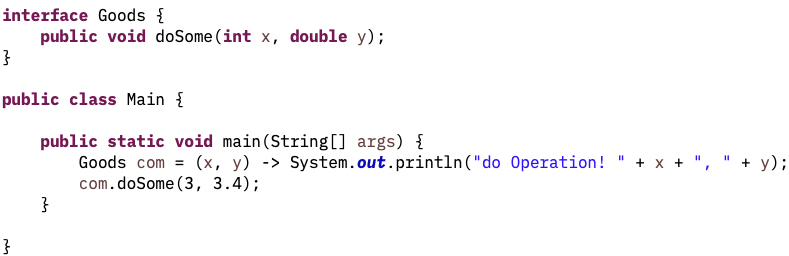 interface Goods {
    public void doSome(int x, double y);
}

public class Main {

    public static void main(String[] args) {
        Goods com = (x, y) -> System.out.println("do Operation! " + x + ", " + y);
        com.doSome(3, 3.4);
    }

}